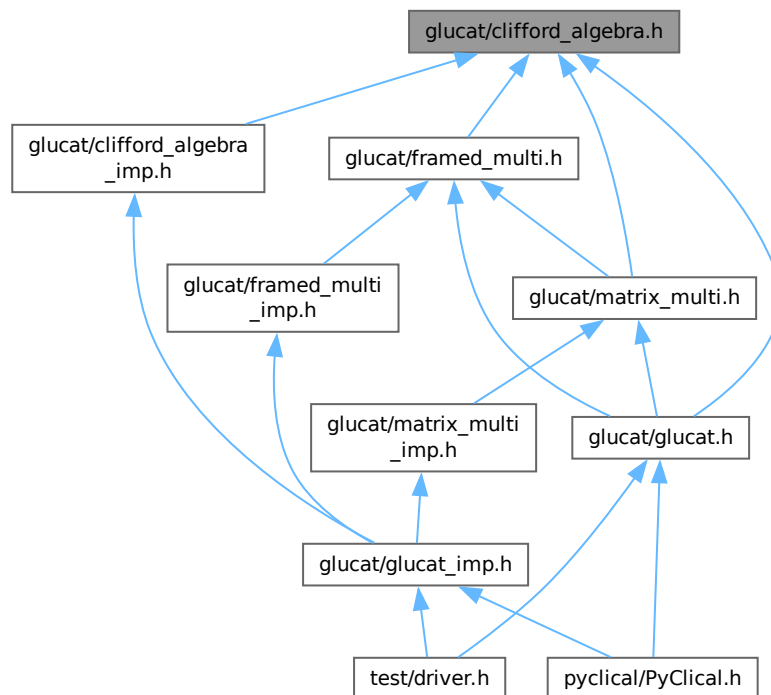 glucat/clifford_algebra.h
glucat/clifford_algebra
_imp.h
glucat/framed_multi.h
glucat/framed_multi
_imp.h
glucat/matrix_multi.h
glucat/matrix_multi
_imp.h
glucat/glucat.h
glucat/glucat_imp.h
test/driver.h
pyclical/PyClical.h